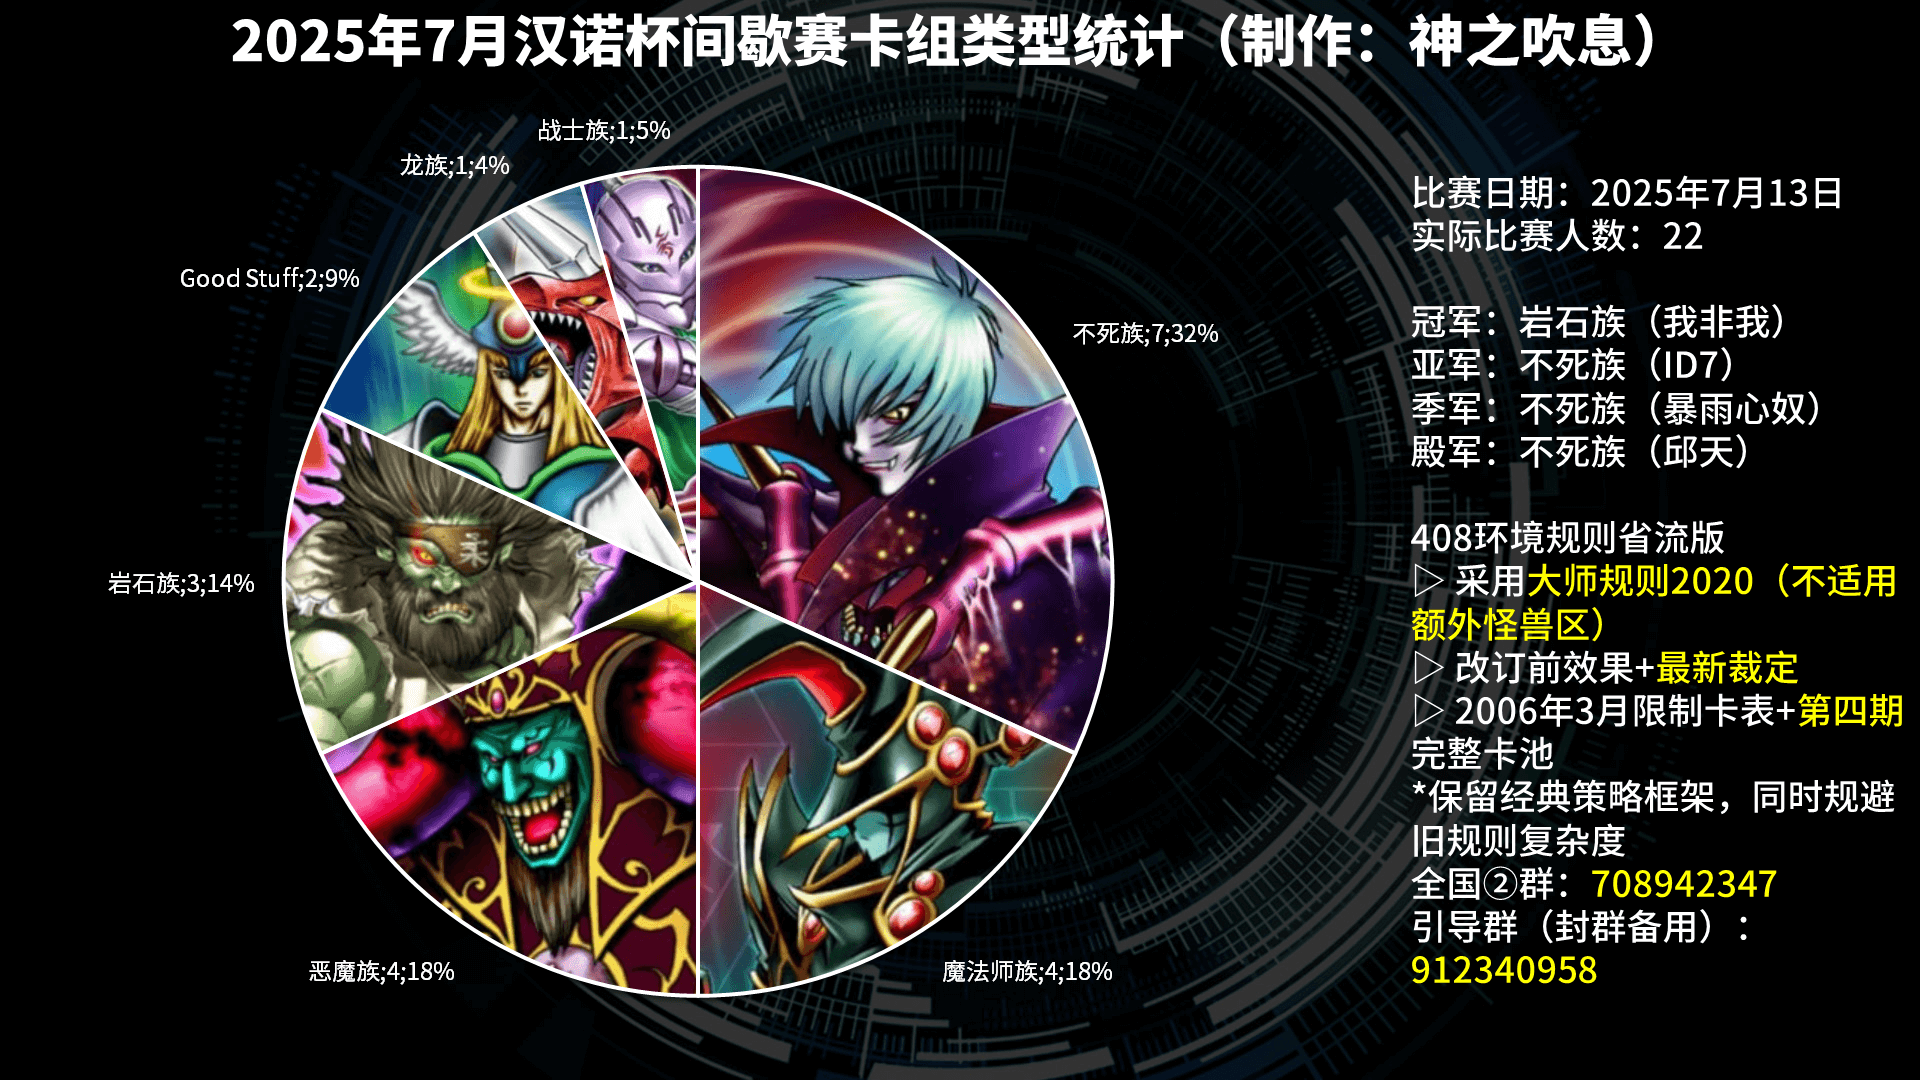 2025年7月汉诺杯间歇赛卡组类型统计（制作：神之吹息）
战士族;1;5%
龙族;1;4%
Good Stuff;2;9%
不死族;7;32%
岩石族;3;14%
恶魔族;4;18%
魔法师族;4;18%
比赛日期：2025年7月13日
实际比赛人数：22
冠军：岩石族（我非我）
亚军：不死族（ID7）
季军：不死族（暴雨心奴）
殿军：不死族（邱天）
408环境规则省流版
▷ 采用大师规则2020（不适用
额外怪兽区）
▷ 改订前效果+最新裁定
▷ 2006年3月限制卡表+第四期
完整卡池
*保留经典策略框架，同时规避
旧规则复杂度
全国②群：708942347
引导群（封群备用）：
912340958